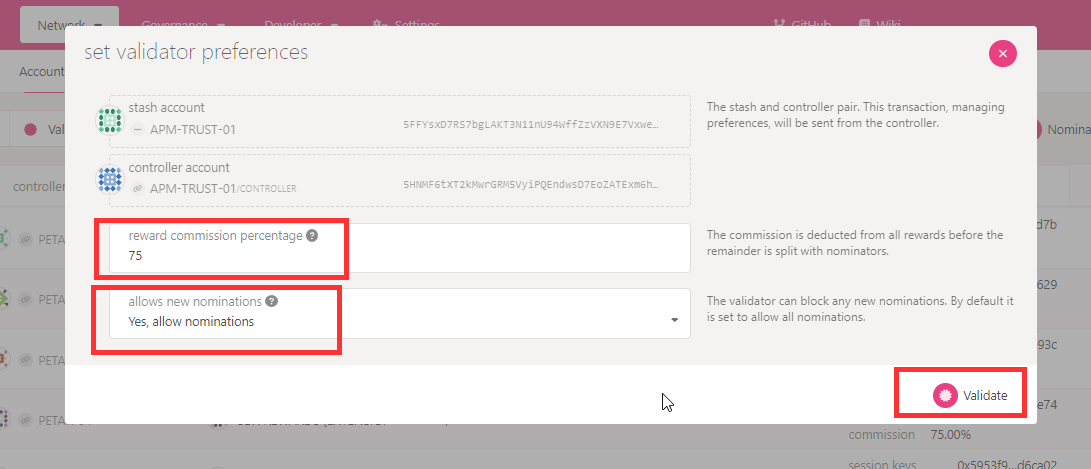 Network
Governance
Developer
Settings
GitHub
Wiki
Account
set validator preferences
Val
Nomina
stash account
APM-TRUST-01
5FFYsxD7RS7bgLAKT3N11nU94WffZzVXN9E7Vxwe…
The stash and controller pair. This transaction, managing
preferences, will be sent from the controller.
controller
controller account
APM-TRUST-01/CONTROLLER
5HNMF6tXT2kMwrGRM5VyiPQEndwsD7EoZATExm6h…
PETA
d7b
reward commission percentage
75
The commission is deducted from all rewards before the
remainder is split with nominators.
PETA
629
allows new nominations
Yes, allow nominations
The validator can block any new nominations. By default it
is set to allow all nominations.
PETA
93c
Validate
e74
commission 75.00%
session keys 0x5953f9...d6ca02